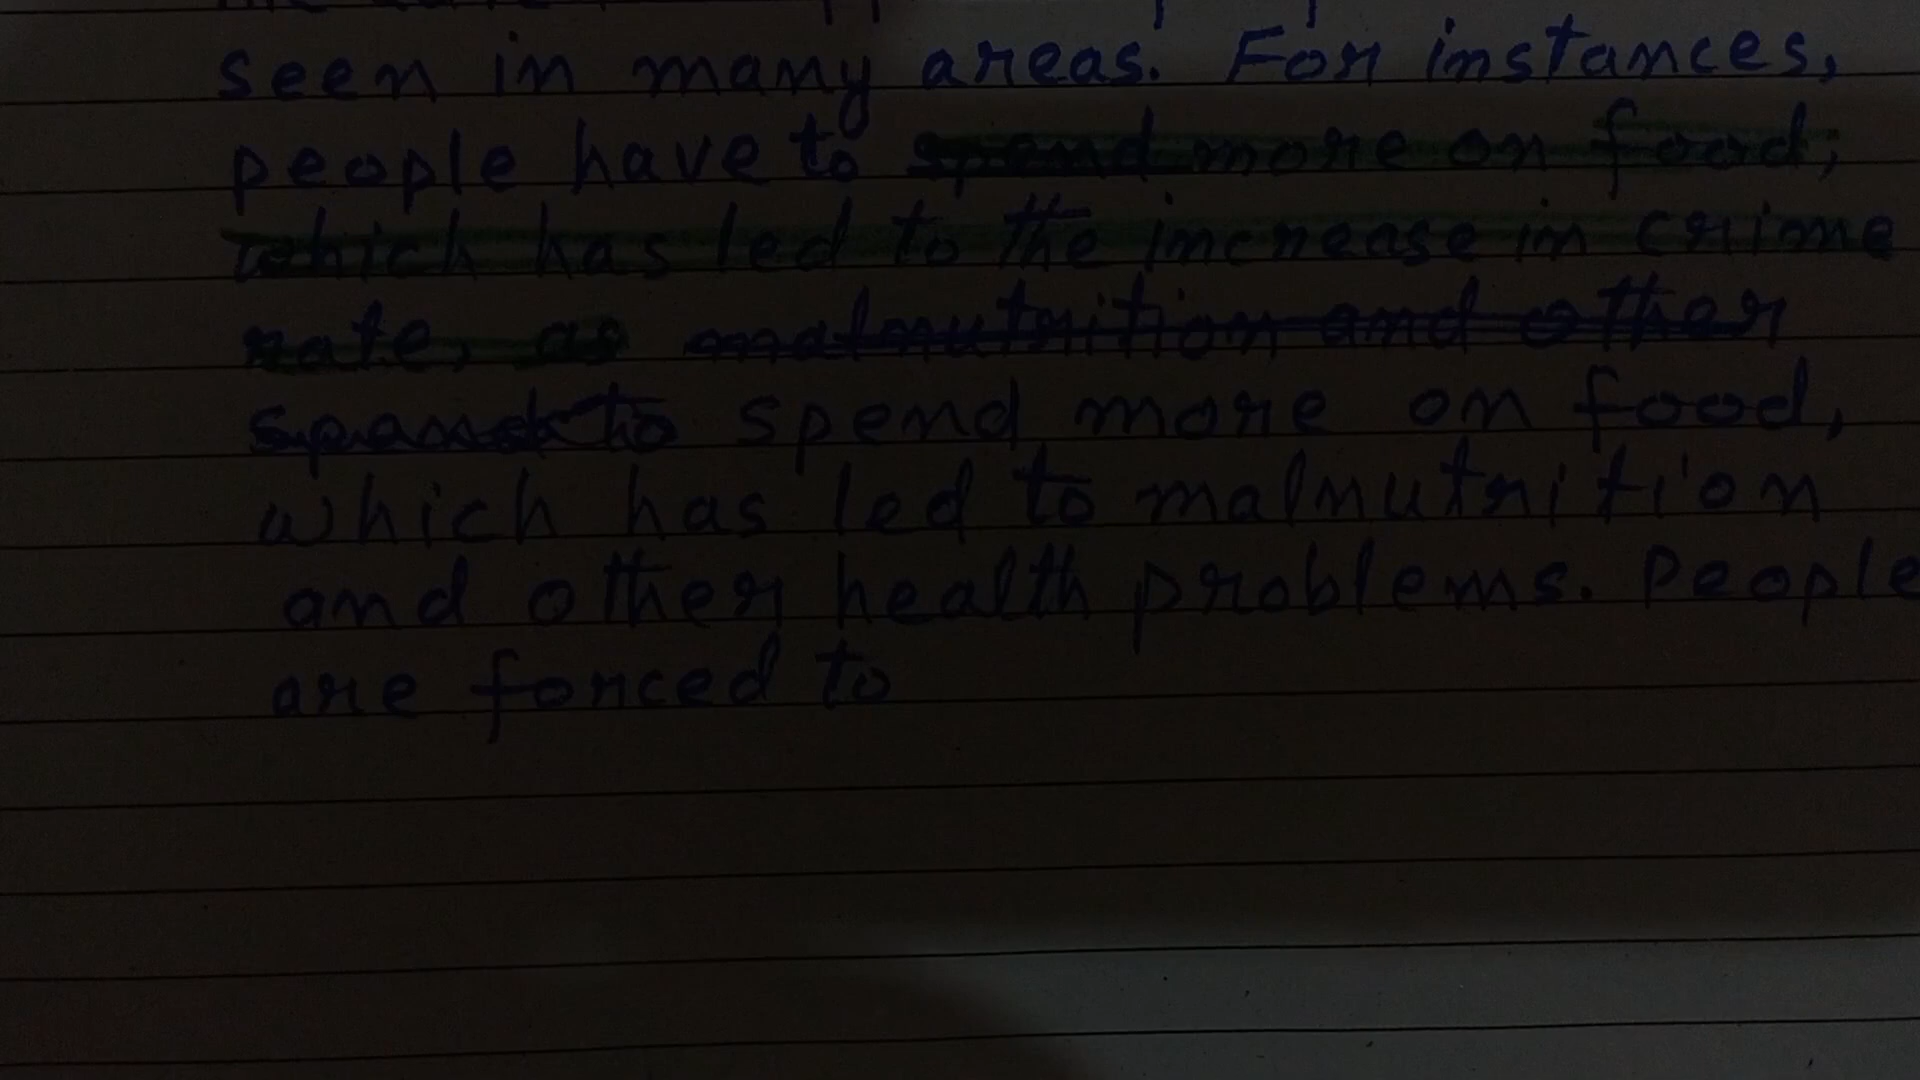 seen in many areas. For instances,
people have to spend more on food,
which has led to the increase in crime
rate, as malnutrition and other
spend to spend more on food,
which has led to malnutrition
and other health problems. People
are forced to